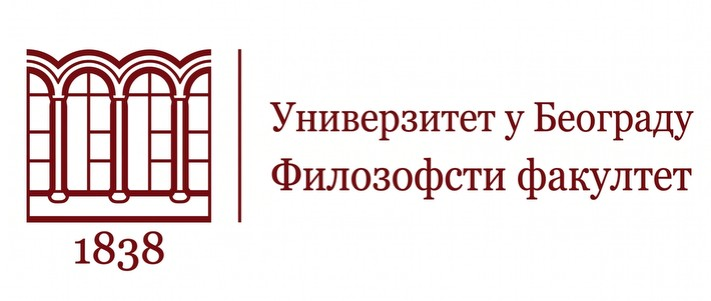 Универзитет у Београду
Филозофсти факултет
1838